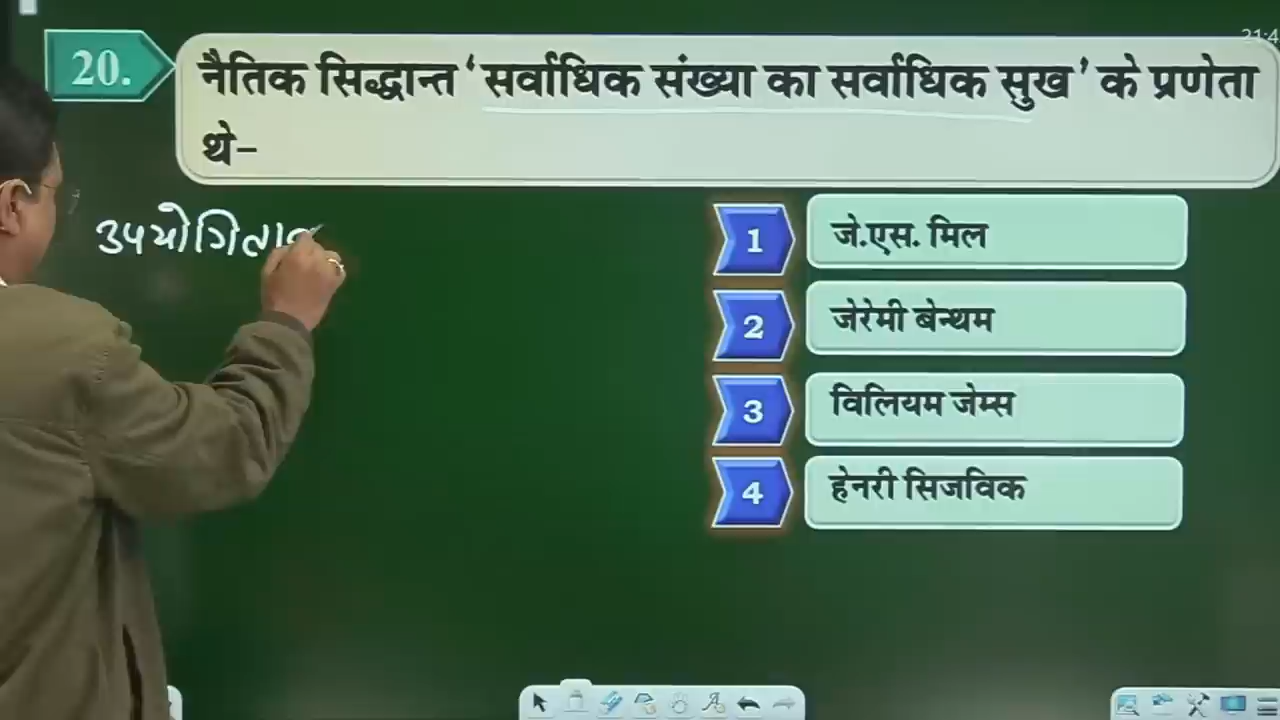 20.
नैतिक सिद्धान्त ‘सर्वाधिक संख्या का सर्वाधिक सुख’ के प्रणेता
थे–
उपयोगिताव
1 जे.एस. मिल
2 जेरेमी बेन्थम
3 विलियम जेम्स
4 हेनरी सिजविक